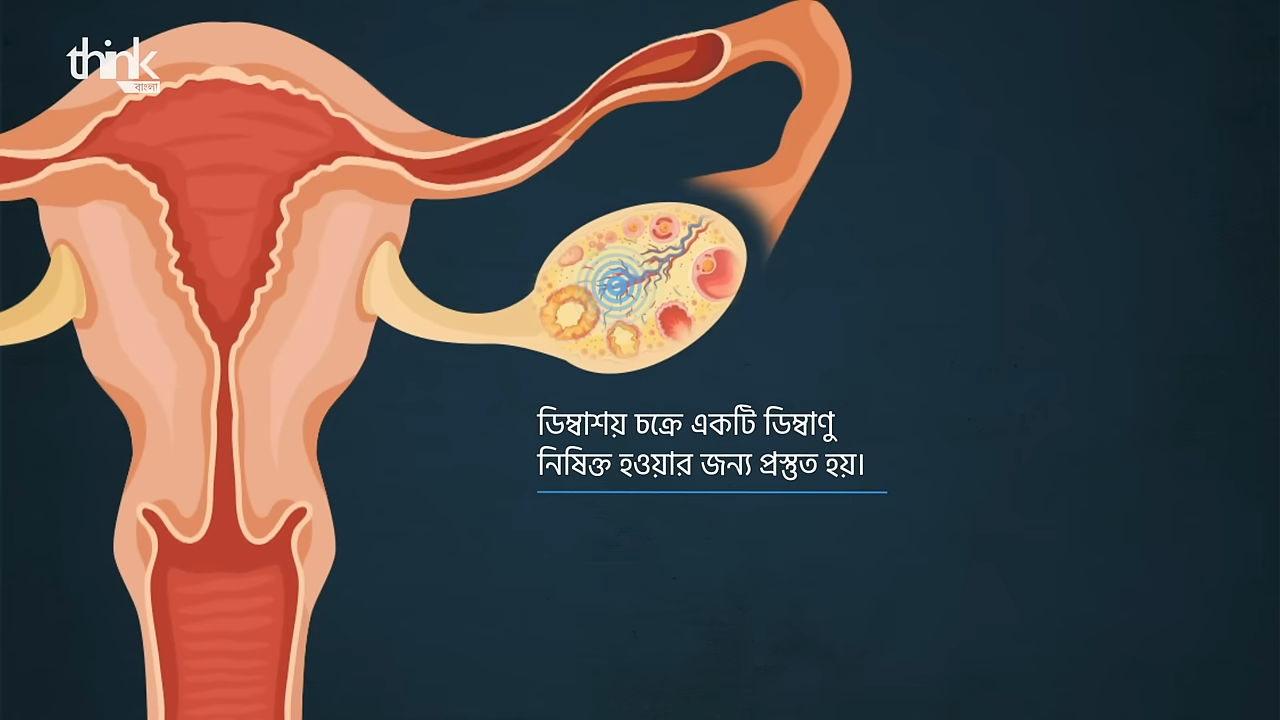 think
বাংলা
ডিম্বাশয় চক্রে একটি ডিম্বাণু
নিষিক্ত হওয়ার জন্য প্রস্তুত হয়।